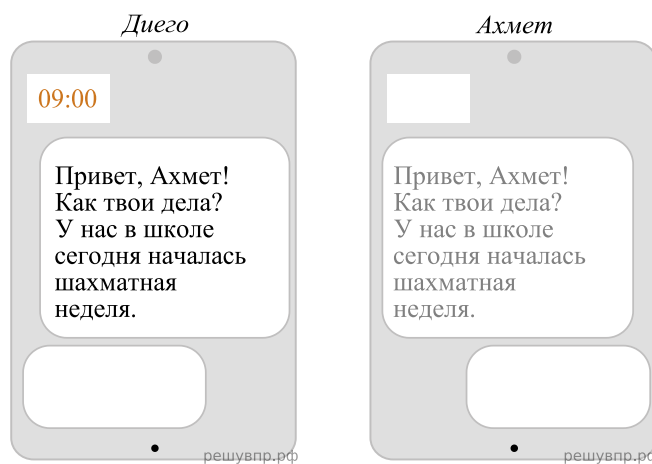 Диего
09:00
Привет, Ахмет!
Как твои дела?
У нас в школе
сегодня началась
шахматная
неделя.
решувпр.рф
Ахмет
Привет, Ахмет!
Как твои дела?
У нас в школе
сегодня началась
шахматная
неделя.
решувпр.рф